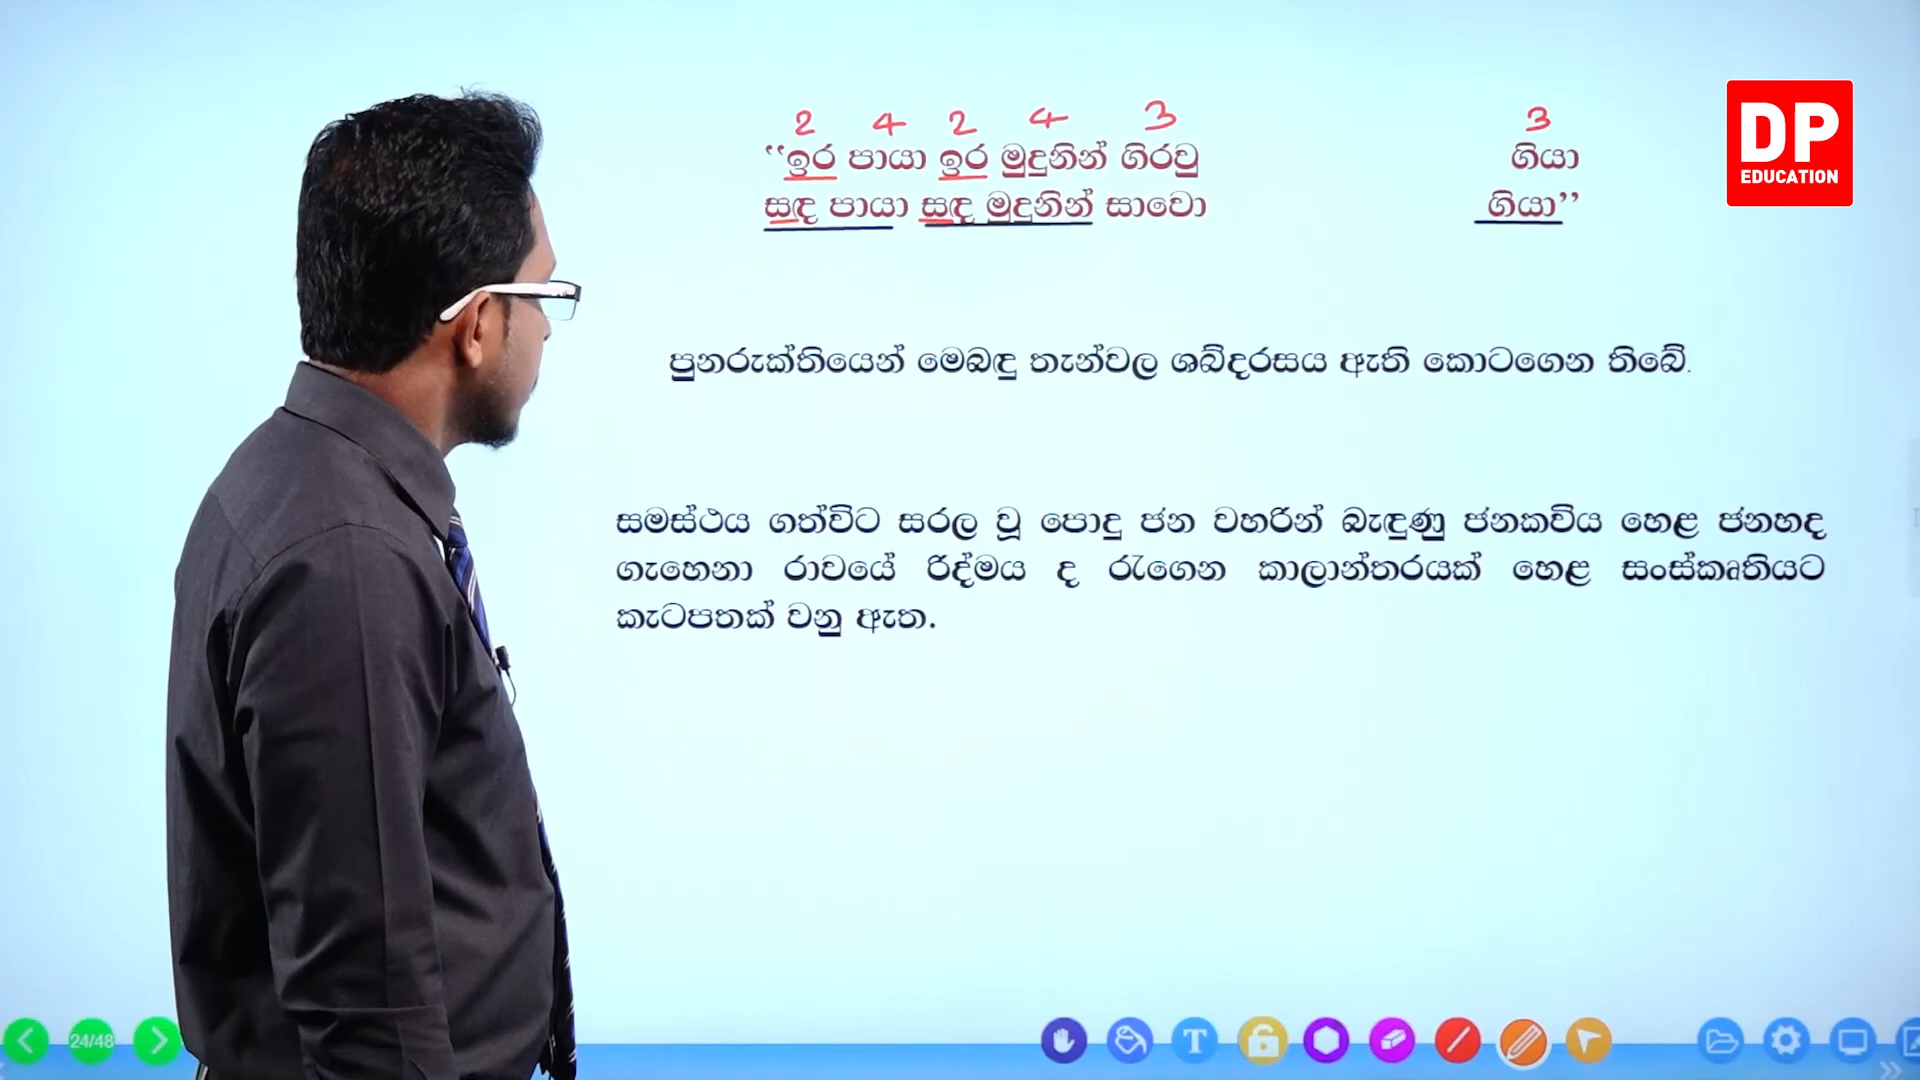 2 4 2 4 3 3
“ඉර පායා ඉර මුදුනින් ගිරවු ගියා
සඳ පායා සඳ මුදුනින් සාවො ගියා”
DP
EDUCATION
පුනරුක්තියෙන් මෙබඳු තැන්වල ශබ්දරසය ඇති කොටගෙන තිබේ.
සමස්ථය ගත්විට සරල වූ පොදු ජන වහරින් බැඳුණු ජනකවිය හෙළ ජනහද
ගැහෙනා රාවයේ රිද්මය ද රැගෙන කාලාන්තරයක් හෙළ සංස්කෘතියට
කැටපතක් වනු ඇත.
24/48
T